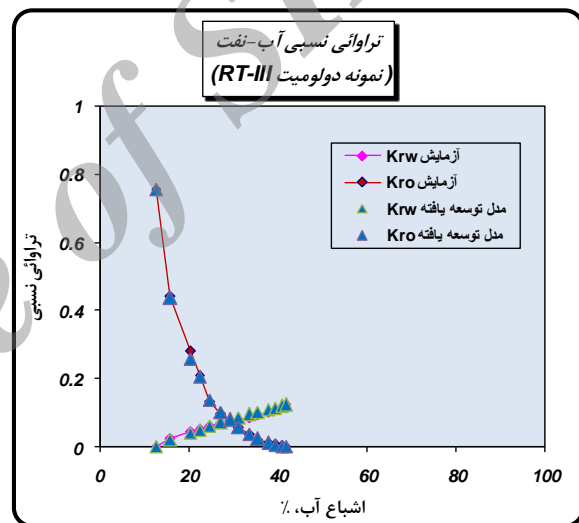 تراوائی نسبی آب-نفت
(نمونه دولومیت RT-III)
1
0.8
0.6
0.4
0.2
0
تراوائی نسبی
آزمایش Krw
آزمایش Kro
مدل توسعه یافته Krw
مدل توسعه یافته Kro
0 20 40 60 80 100
اشباع آب، ٪
e of SI